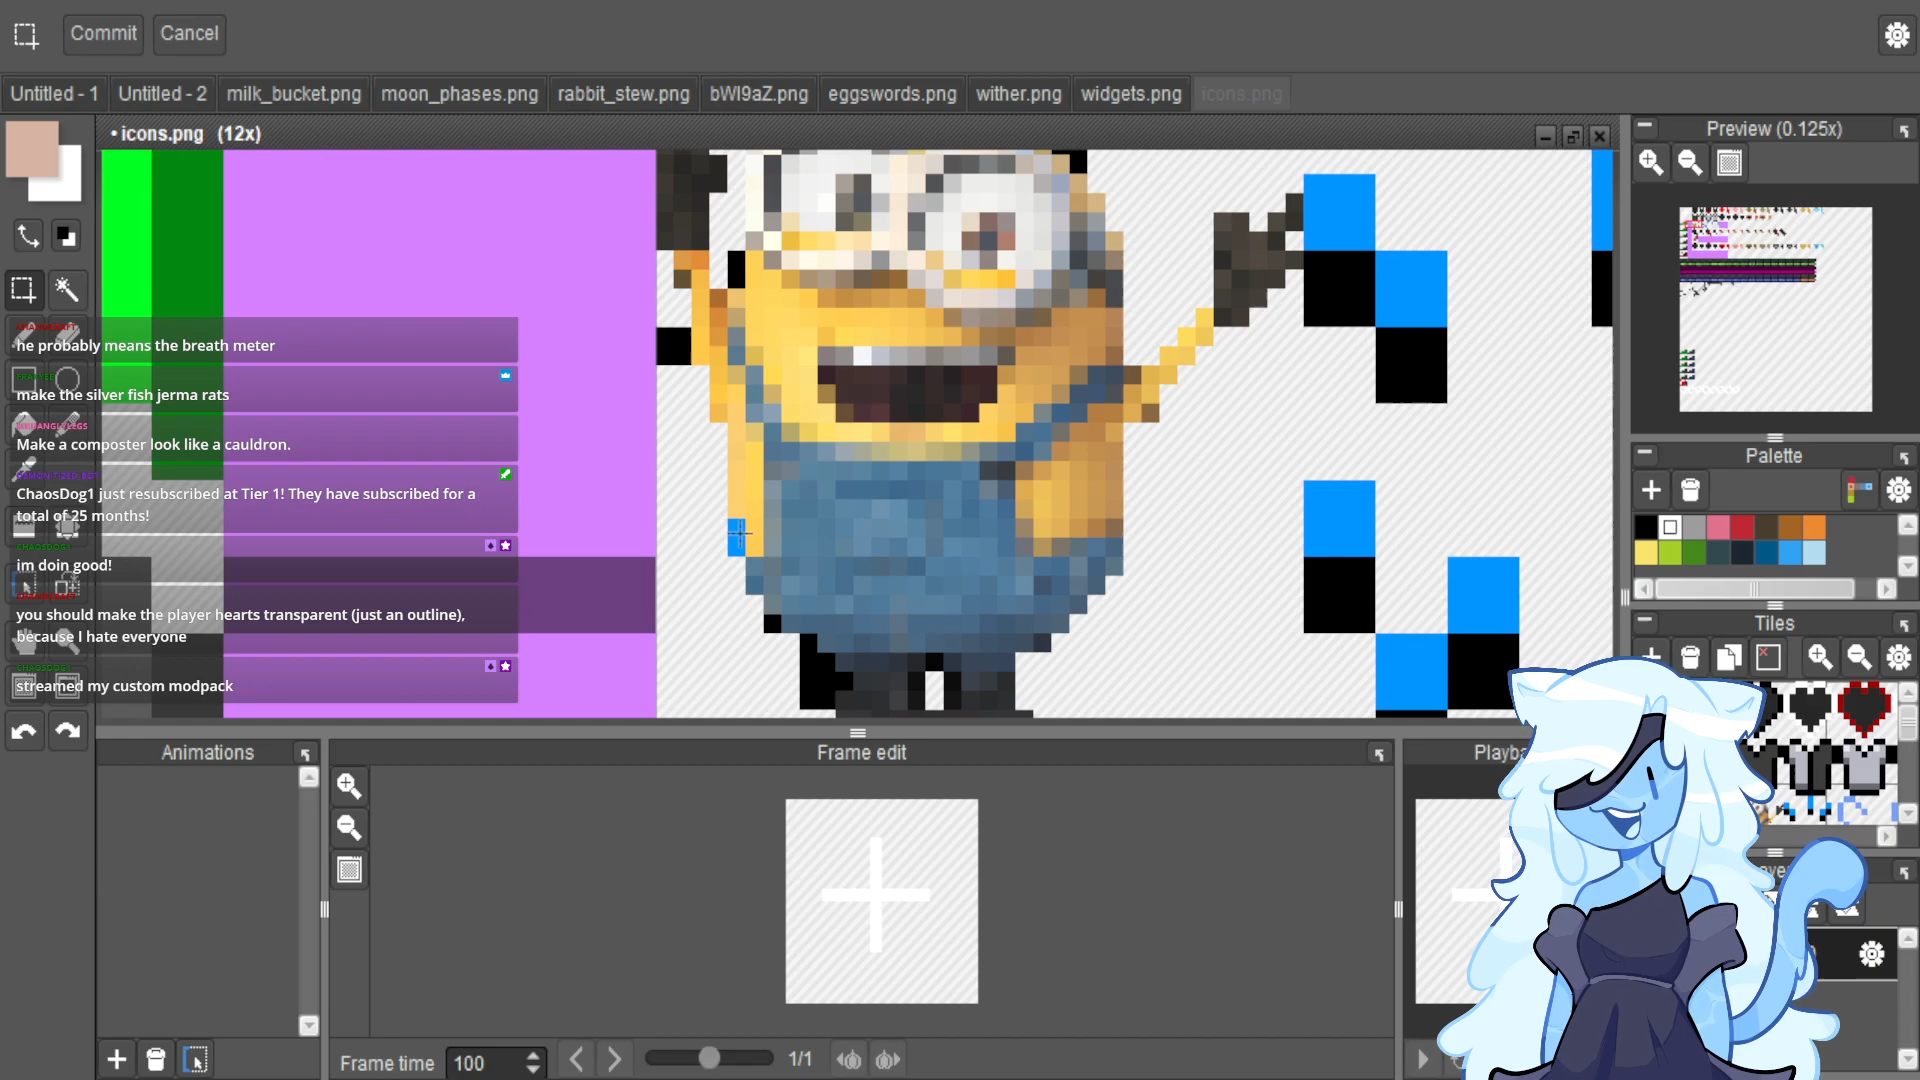 Commit
Cancel
Untitled - 1
Untitled - 2
milk_bucket.png
moon_phases.png
rabbit_stew.png
bWI9aZ.png
eggswords.png
wither.png
widgets.png
icons.png
• icons.png (12x)
Preview (0.125x)
he probably means the breath meter
make the silver fish jerma rats
Make a composter look like a cauldron.
ChaosDog1 just resubscribed at Tier 1! They have subscribed for a
total of 25 months!
CHAOSDOG1
im doin good!
you should make the player hearts transparent (just an outline),
because I hate everyone
CHAOSDOG1
streamed my custom modpack
Palette
Tiles
Animations
Frame edit
Frame time
100
1/1